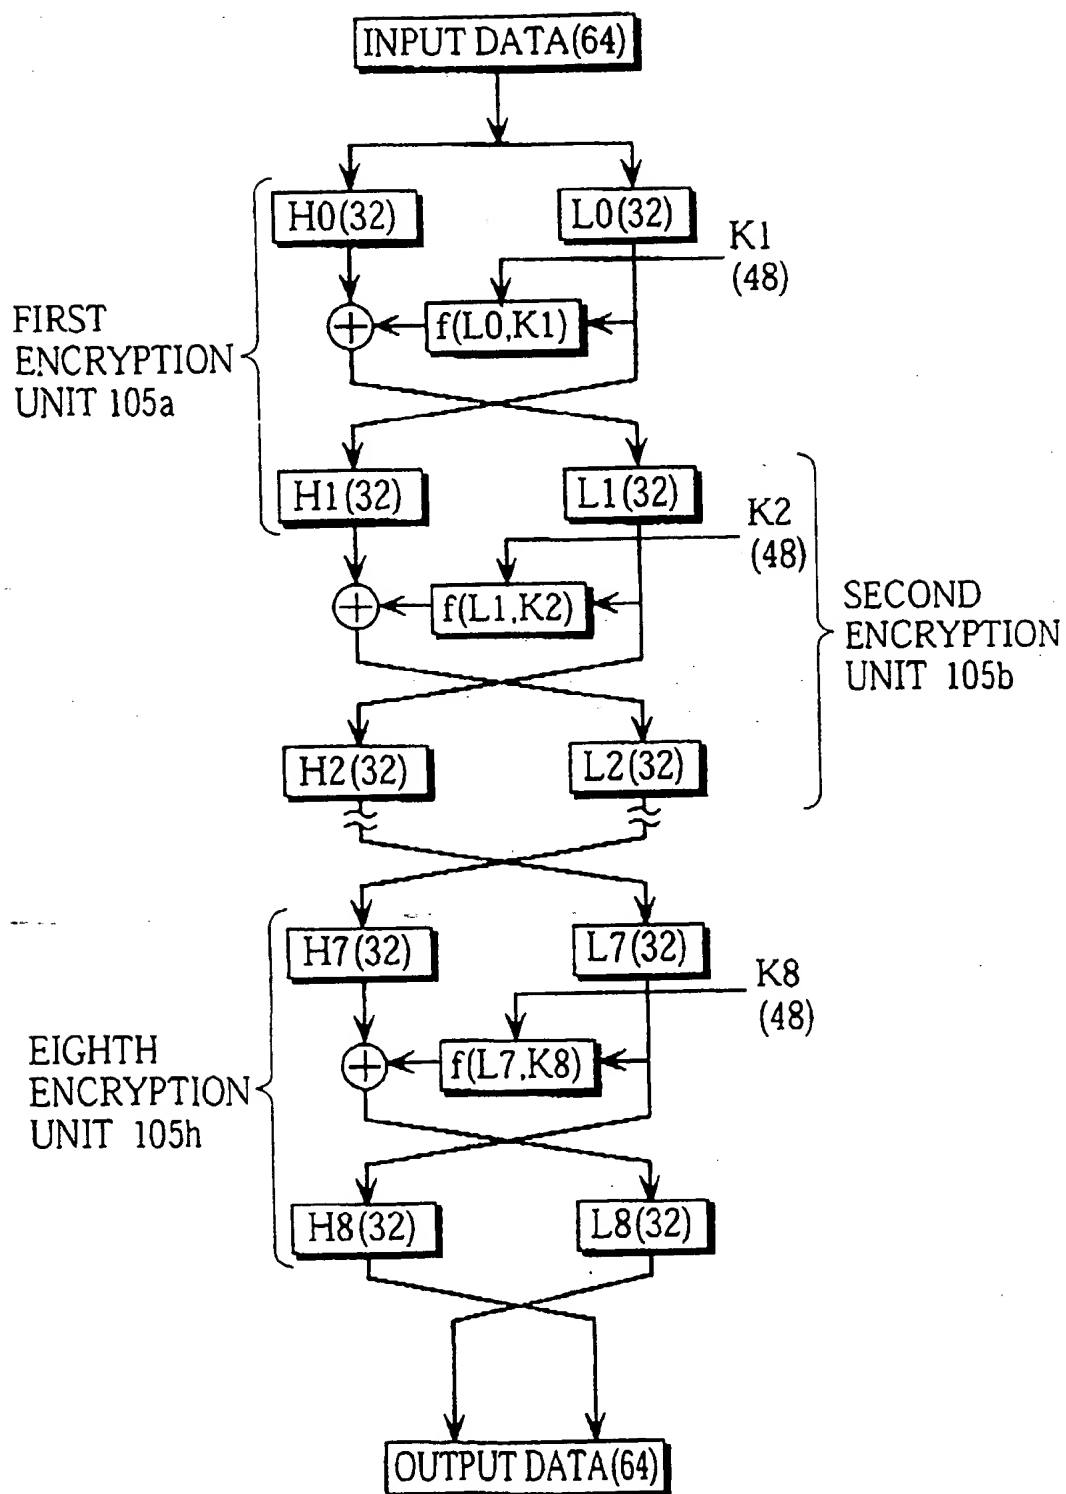 INPUT DATA(64)
H0(32)
L0(32)
K1
(48)
f(L0,K1)
FIRST
ENCRYPTION
UNIT 105a
H1(32)
L1(32)
K2
(48)
f(L1,K2)
SECOND
ENCRYPTION
UNIT 105b
H2(32)
L2(32)
H7(32)
L7(32)
K8
(48)
f(L7,K8)
EIGHTH
ENCRYPTION
UNIT 105h
H8(32)
L8(32)
OUTPUT DATA(64)